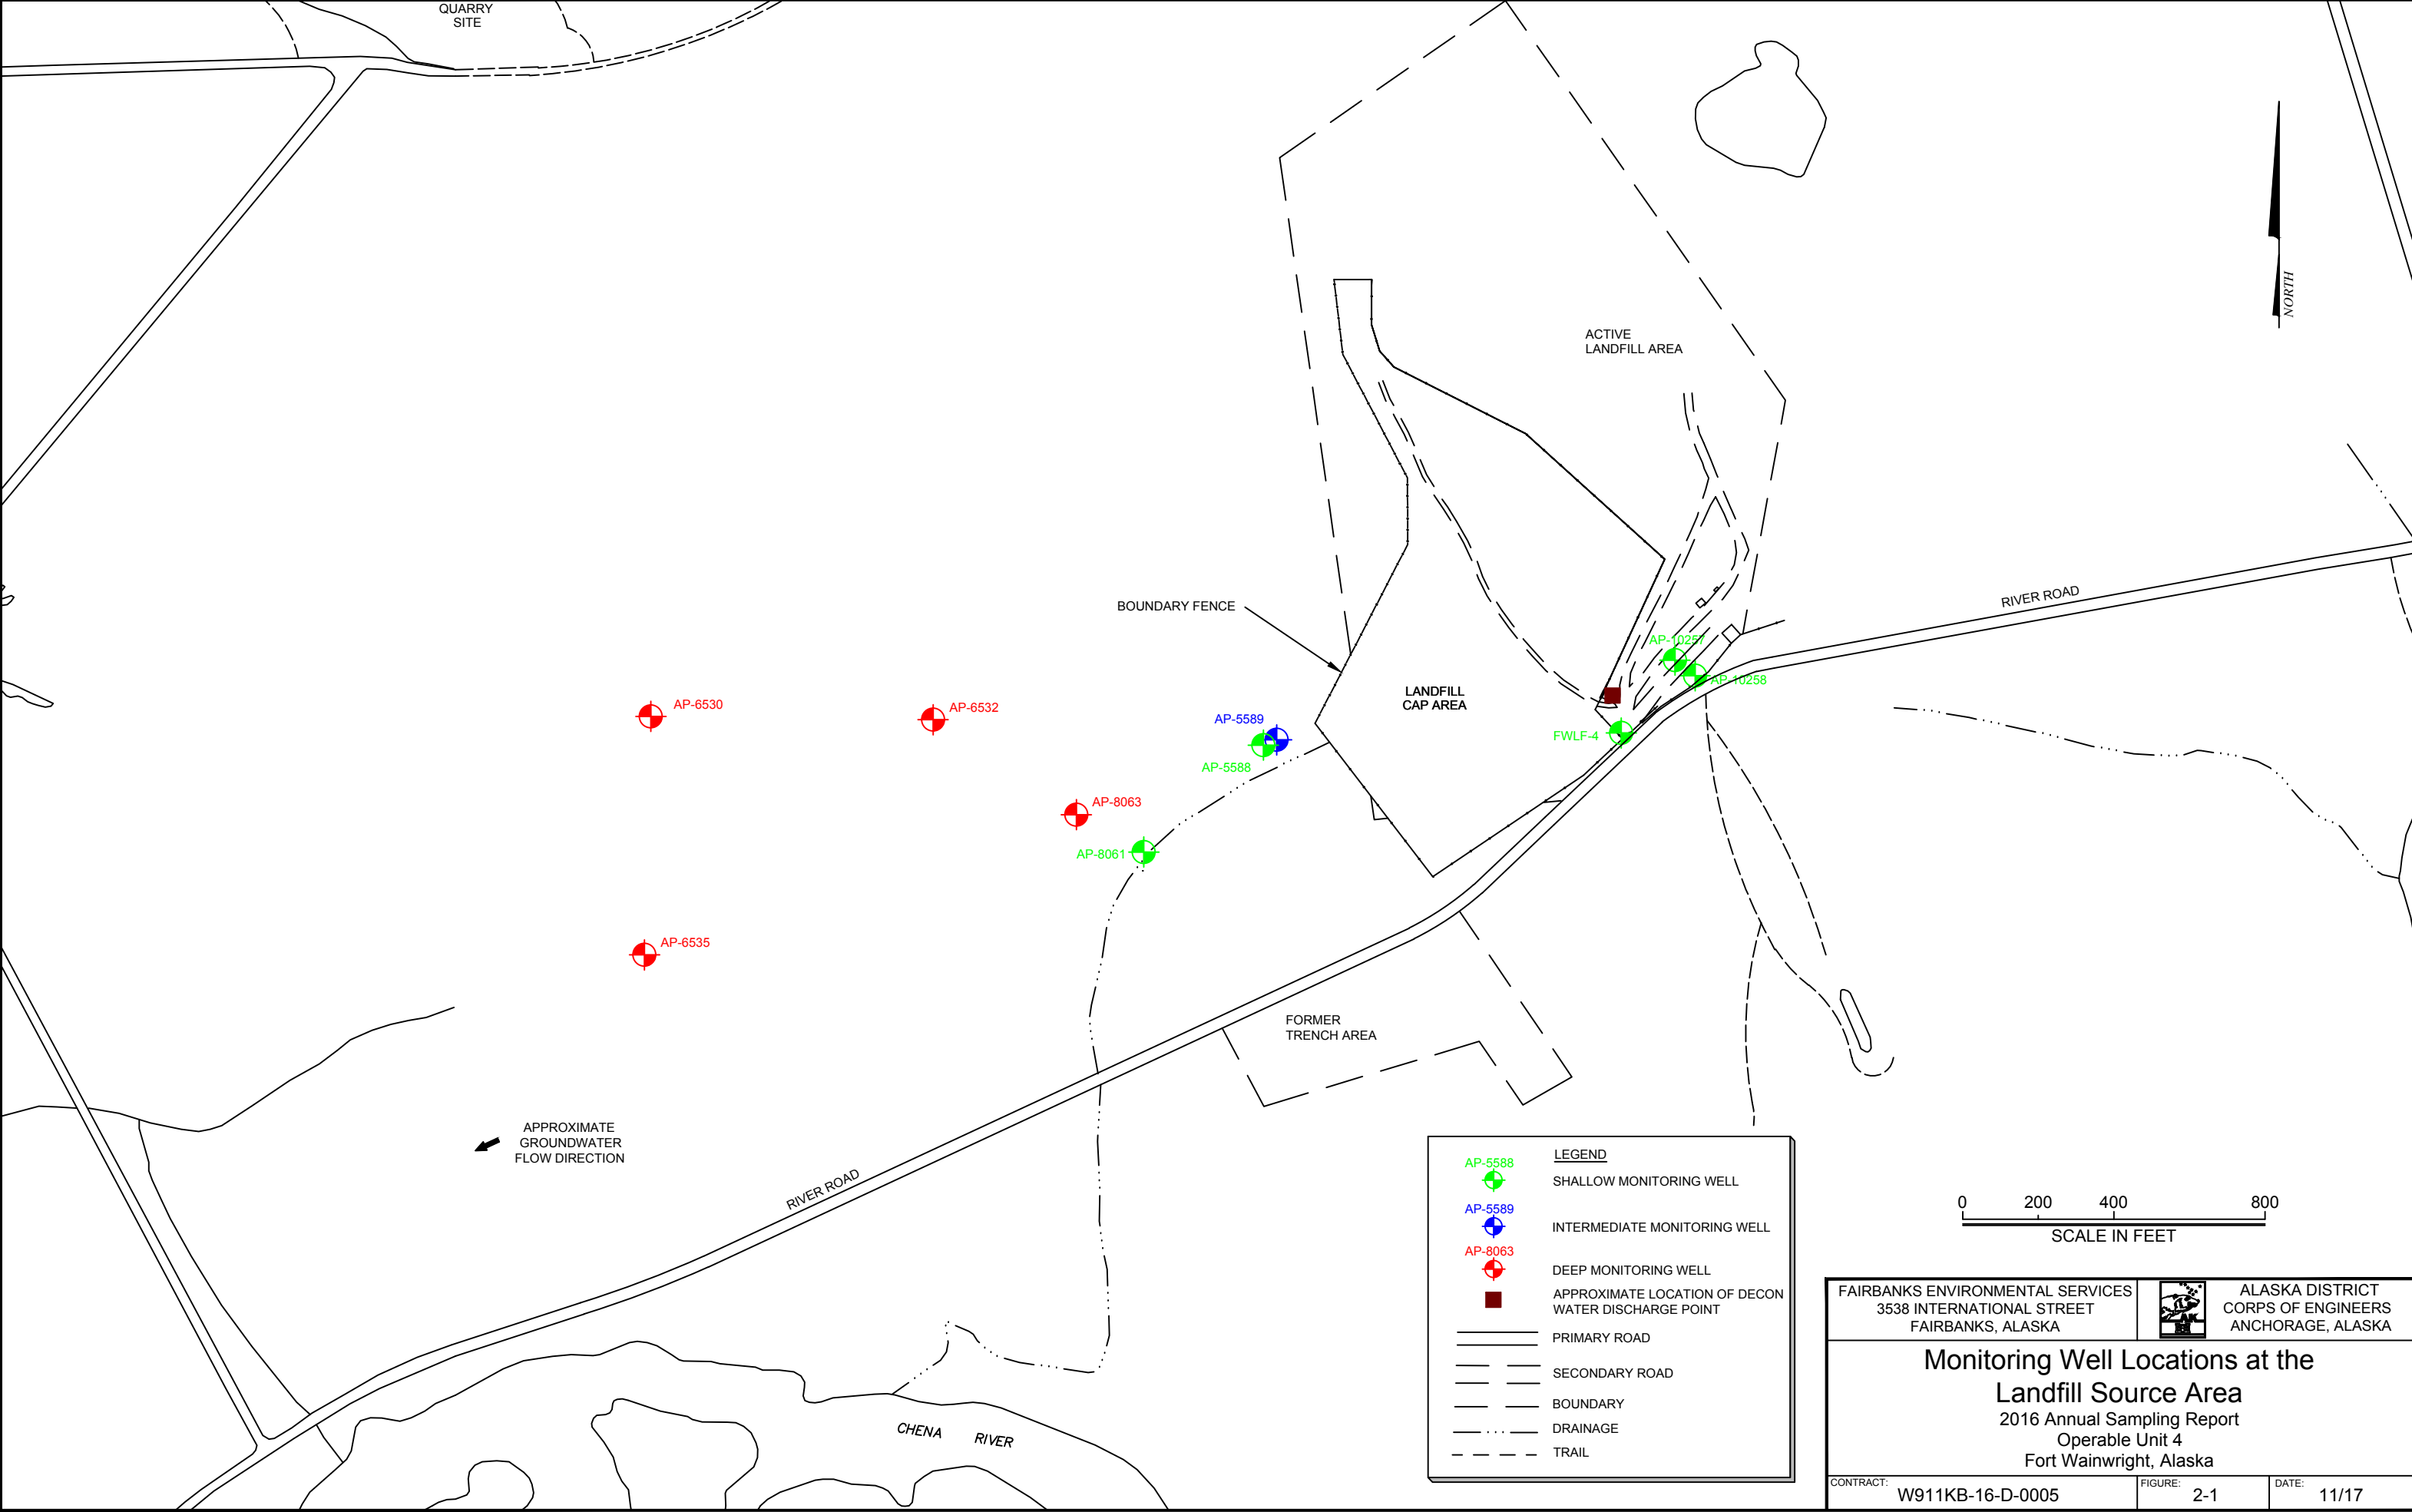 QUARRY
SITE
NORTH
ACTIVE
LANDFILL AREA
RIVER ROAD
BOUNDARY FENCE
AP-10257
AP-10258
LANDFILL
CAP AREA
AP-6530
AP-6532
AP-5589
FWLF-4
AP-5588
AP-8063
AP-8061
AP-6535
FORMER
TRENCH AREA
APPROXIMATE
GROUNDWATER
FLOW DIRECTION
RIVER ROAD
CHENA RIVER
LEGEND
AP-5588
SHALLOW MONITORING WELL
AP-5589
INTERMEDIATE MONITORING WELL
AP-8063
DEEP MONITORING WELL
APPROXIMATE LOCATION OF DECON
WATER DISCHARGE POINT
PRIMARY ROAD
SECONDARY ROAD
BOUNDARY
DRAINAGE
TRAIL
0 200 400 800
SCALE IN FEET
FAIRBANKS ENVIRONMENTAL SERVICES
3538 INTERNATIONAL STREET
FAIRBANKS, ALASKA
AK
ALASKA DISTRICT
CORPS OF ENGINEERS
ANCHORAGE, ALASKA
Monitoring Well Locations at the
Landfill Source Area
2016 Annual Sampling Report
Operable Unit 4
Fort Wainwright, Alaska
CONTRACT: W911KB-16-D-0005
FIGURE: 2-1
DATE: 11/17